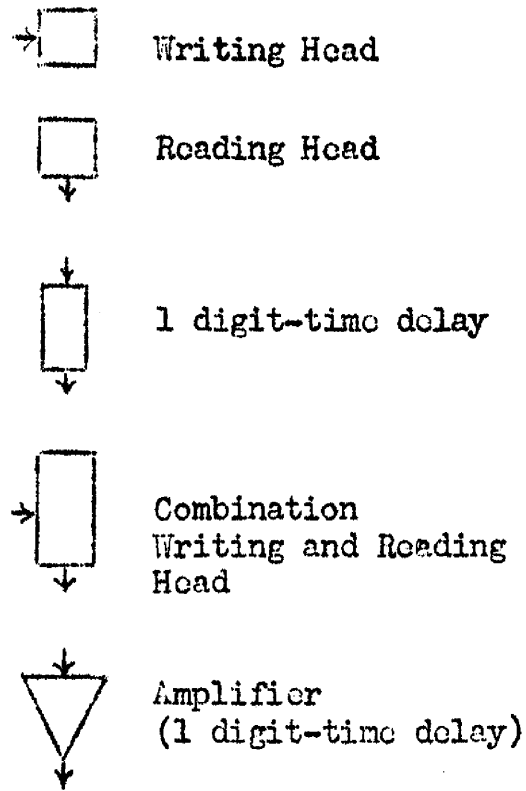 Writing Head
Reading Head
1 digit-time delay
Combination
Writing and Reading
Head
Amplifier
(1 digit-time delay)